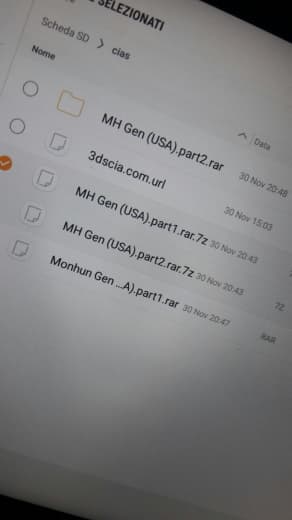 SELEZIONATI
Scheda SD > cias
Nome
Data
MH Gen (USA).part2.rar 30 Nov 20:48
3dscia.com.url 30 Nov 15:03
MH Gen (USA).part1.rar.7z 30 Nov 20:43
MH Gen (USA).part2.rar.7z 30 Nov 20:43 7Z
Monhun Gen ...A).part1.rar 30 Nov 20:47 RAR